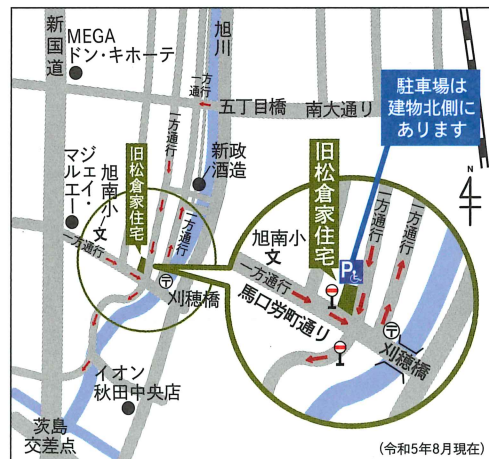 新国道
MEGA
ドン・キホーテ
旭川
一方
通行
五丁目橋
南大通り
駐車場は
建物北側に
あります
N
一方通行
一方通行
新政
酒造
ジェイ・
マルエー
旭南小
文
旧松倉家住宅
一方通行
一方通行
〒
刈穂橋
旧松倉家住宅
P
旭南小
文
一方通行
一方通行
一方通行
馬口労町通り
〒
刈穂橋
イオン
秋田中央店
茨島
交差点
(令和5年8月現在)